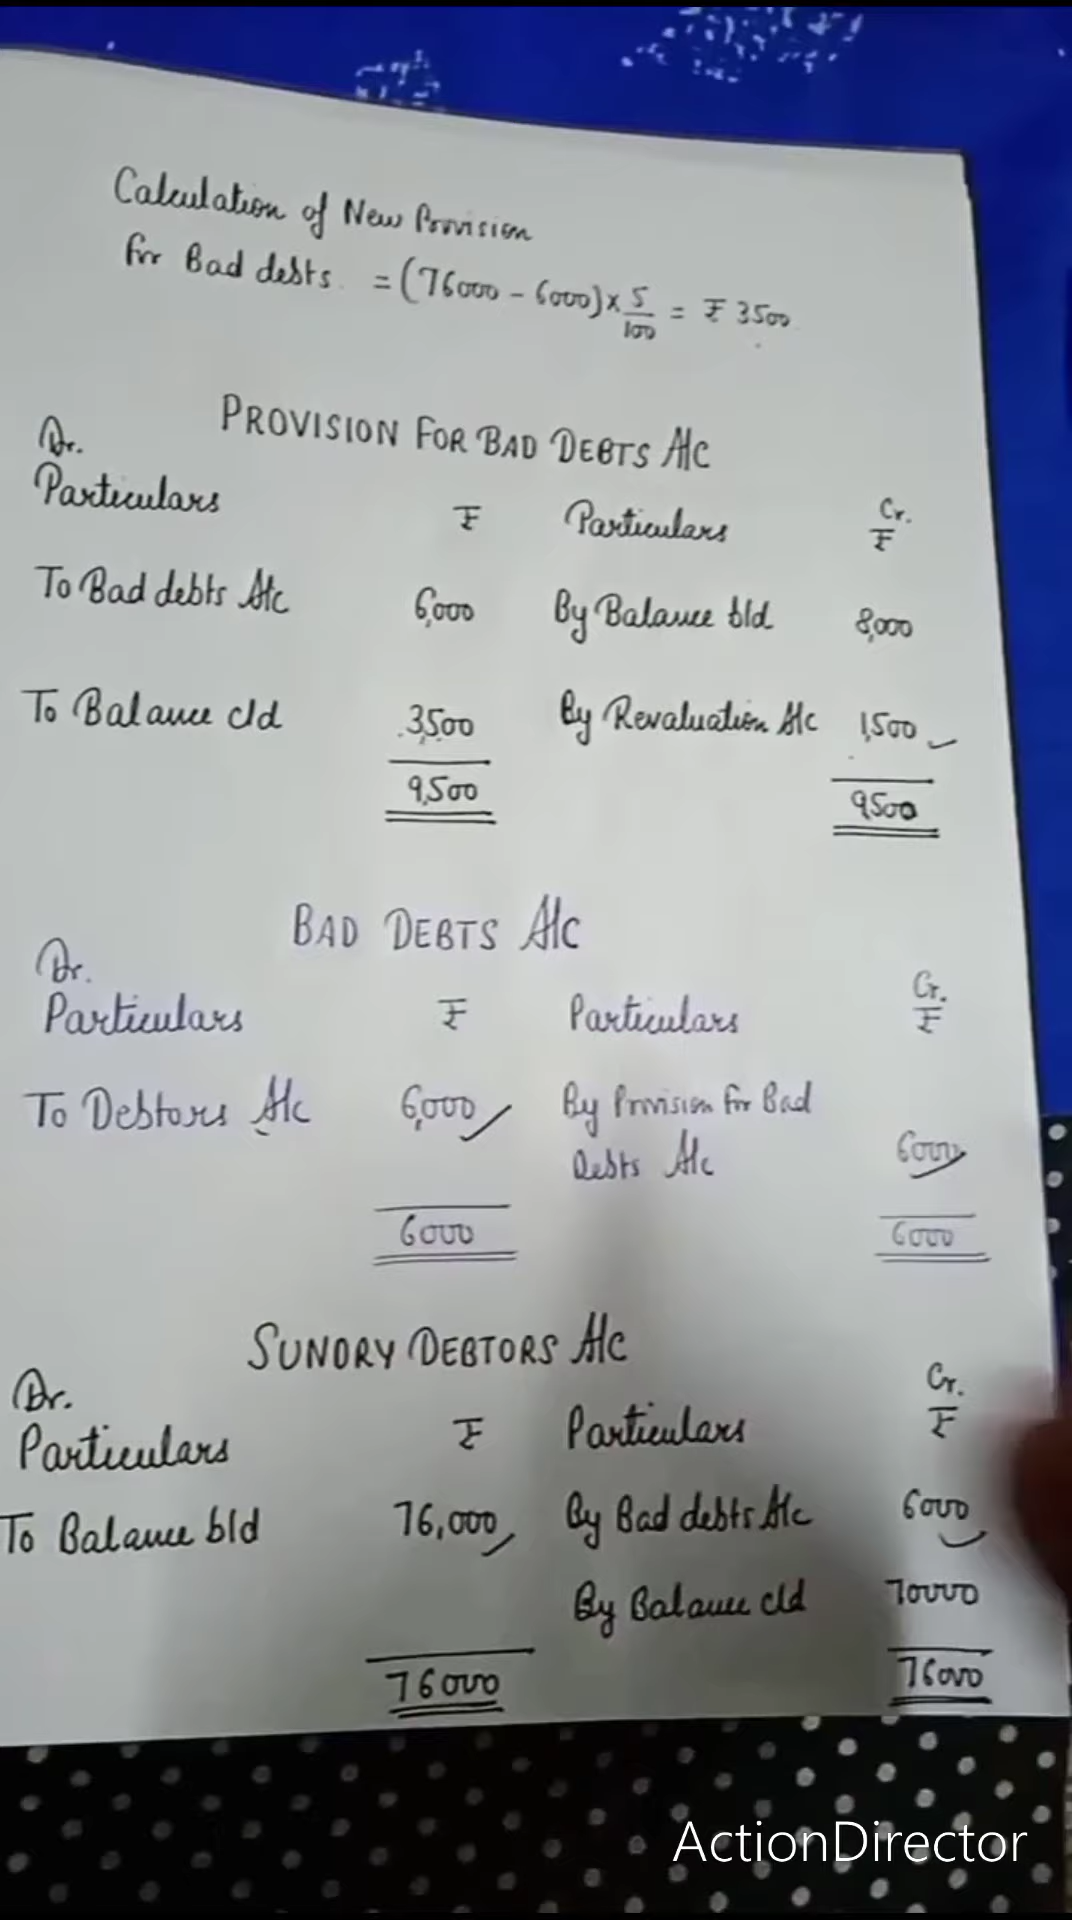 Calculation of New Provision
for Bad debts = (76000 - 6000) × 5/100 = ₹ 3500
PROVISION FOR BAD DEBTS A/c
Dr. Cr.
Particulars ₹ Particulars ₹
To Bad debts A/c 6,000 By Balance b/d 8,000
To Balance c/d 3,500 By Revaluation A/c 1,500
9,500 9500
BAD DEBTS A/c
Dr. Cr.
Particulars ₹ Particulars ₹
To Debtors A/c 6,000 By Provision for Bad
Debts A/c 6000
6000 6000
SUNDRY DEBTORS A/c
Dr. Cr.
Particulars ₹ Particulars ₹
To Balance b/d 76,000 By Bad debts A/c 6000
By Balance c/d 70000
76000 76000
ActionDirector